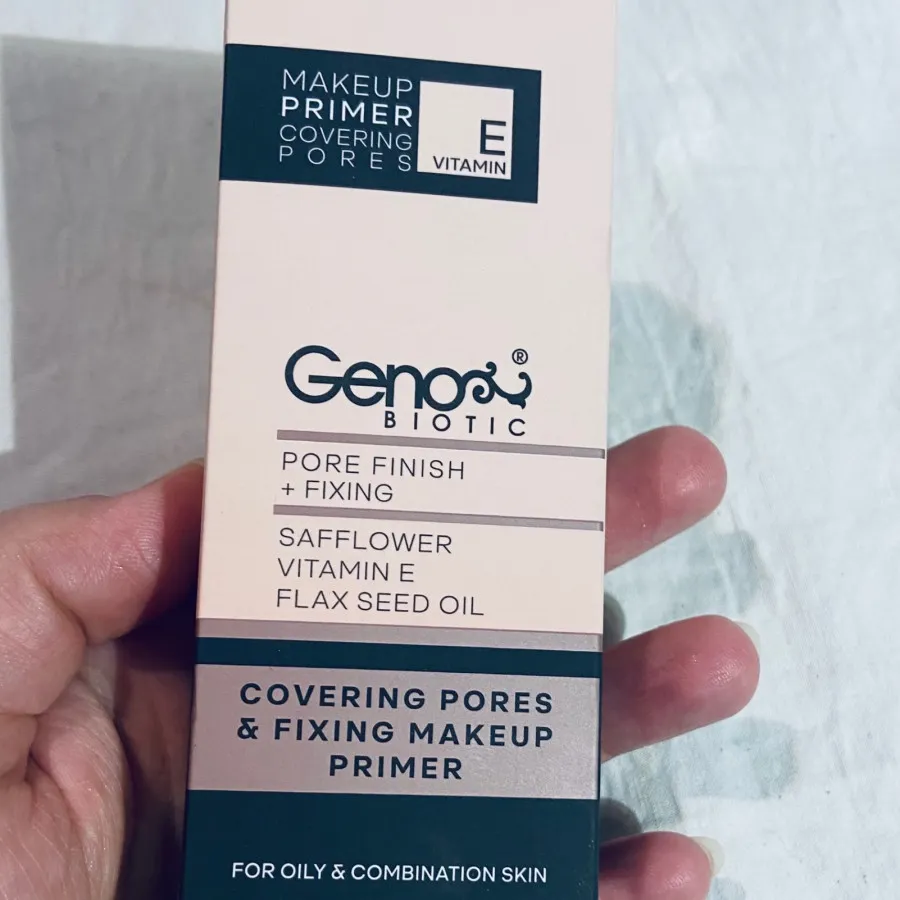 MAKEUP
PRIMER
COVERING
PORES
E
VITAMIN
Geno ®
BIOTIC
PORE FINISH
+ FIXING
SAFFLOWER
VITAMIN E
FLAX SEED OIL
COVERING PORES
& FIXING MAKEUP
PRIMER
FOR OILY & COMBINATION SKIN